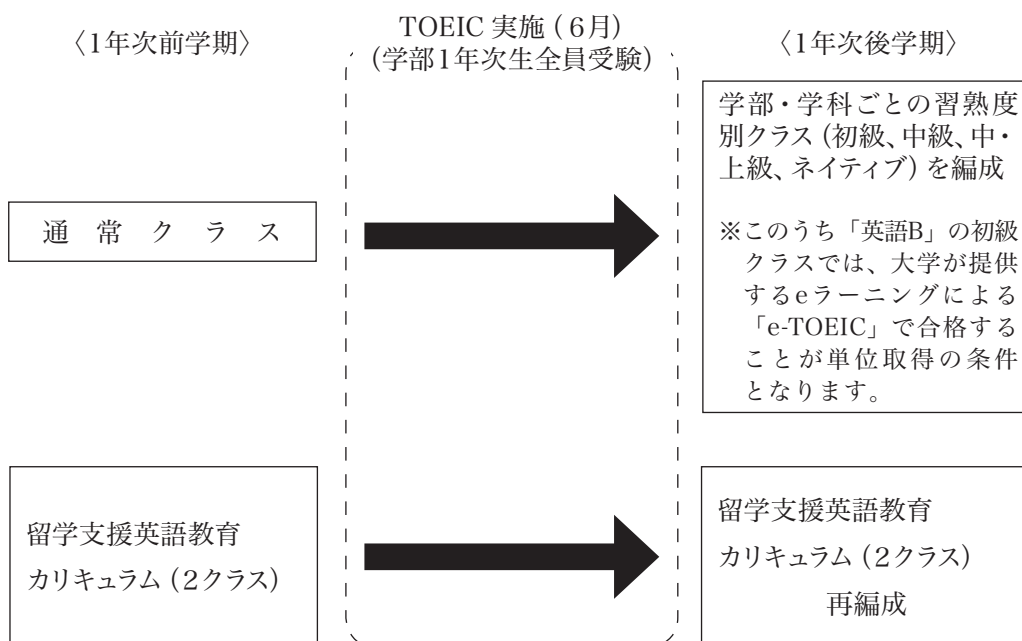 〈1年次前学期〉
TOEIC 実施 (6月)
(学部1年次生全員受験)
〈1年次後学期〉
通常クラス
学部・学科ごとの習熟度
別クラス (初級、中級、中・
上級、ネイティブ) を編成
※このうち「英語B」の初級
クラスでは、大学が提供
するeラーニングによる
「e-TOEIC」で合格する
ことが単位取得の条件
となります。
留学支援英語教育
カリキュラム (2クラス)
留学支援英語教育
カリキュラム (2クラス)
再編成